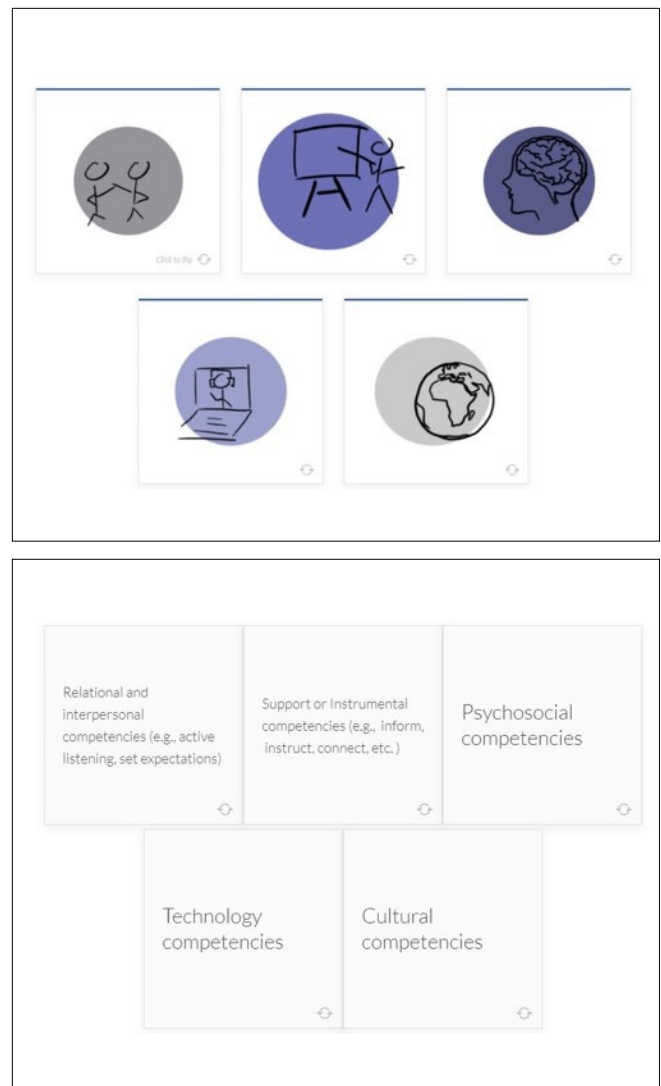 Click to flip
Relational and
interpersonal
competencies (e.g., active
listening, set expectations)
Support or Instrumental
competencies (e.g., inform,
instruct, connect, etc. )
Psychosocial
competencies
Technology
competencies
Cultural
competencies